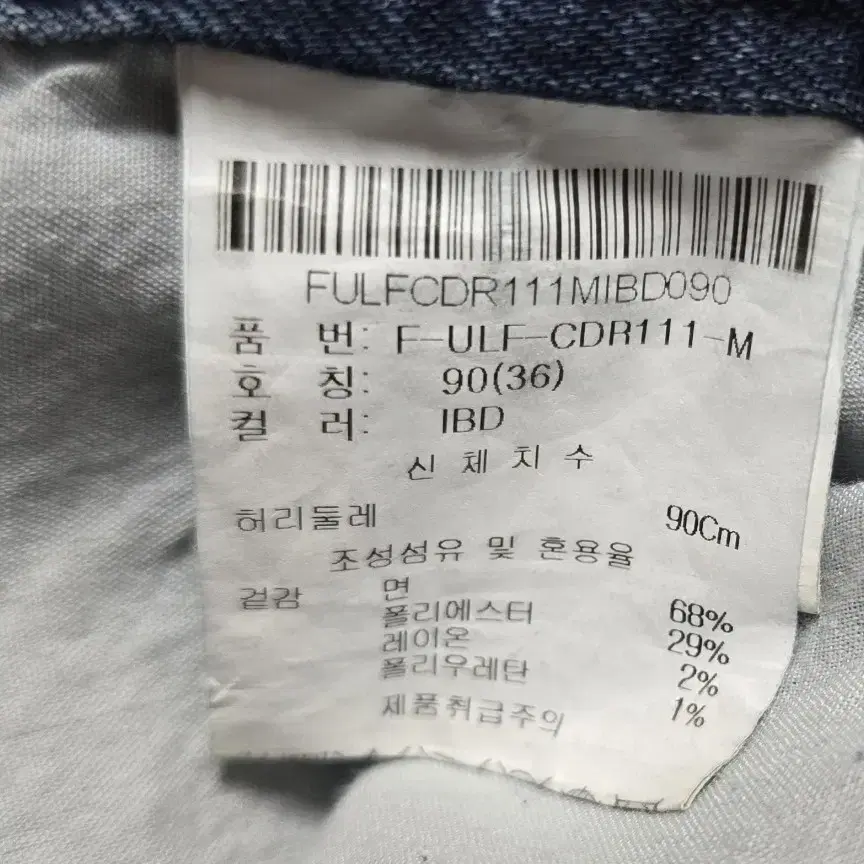 FULFCDR111MIBD090
품 번: F-ULF-CDR111-M
호 칭: 90(36)
컬 러: IBD
신 체 치 수
허리둘레 90Cm
조성섬유 및 혼용율
겉감 면 68%
폴리에스터 29%
레이온 2%
폴리우레탄 1%
제품취급주의